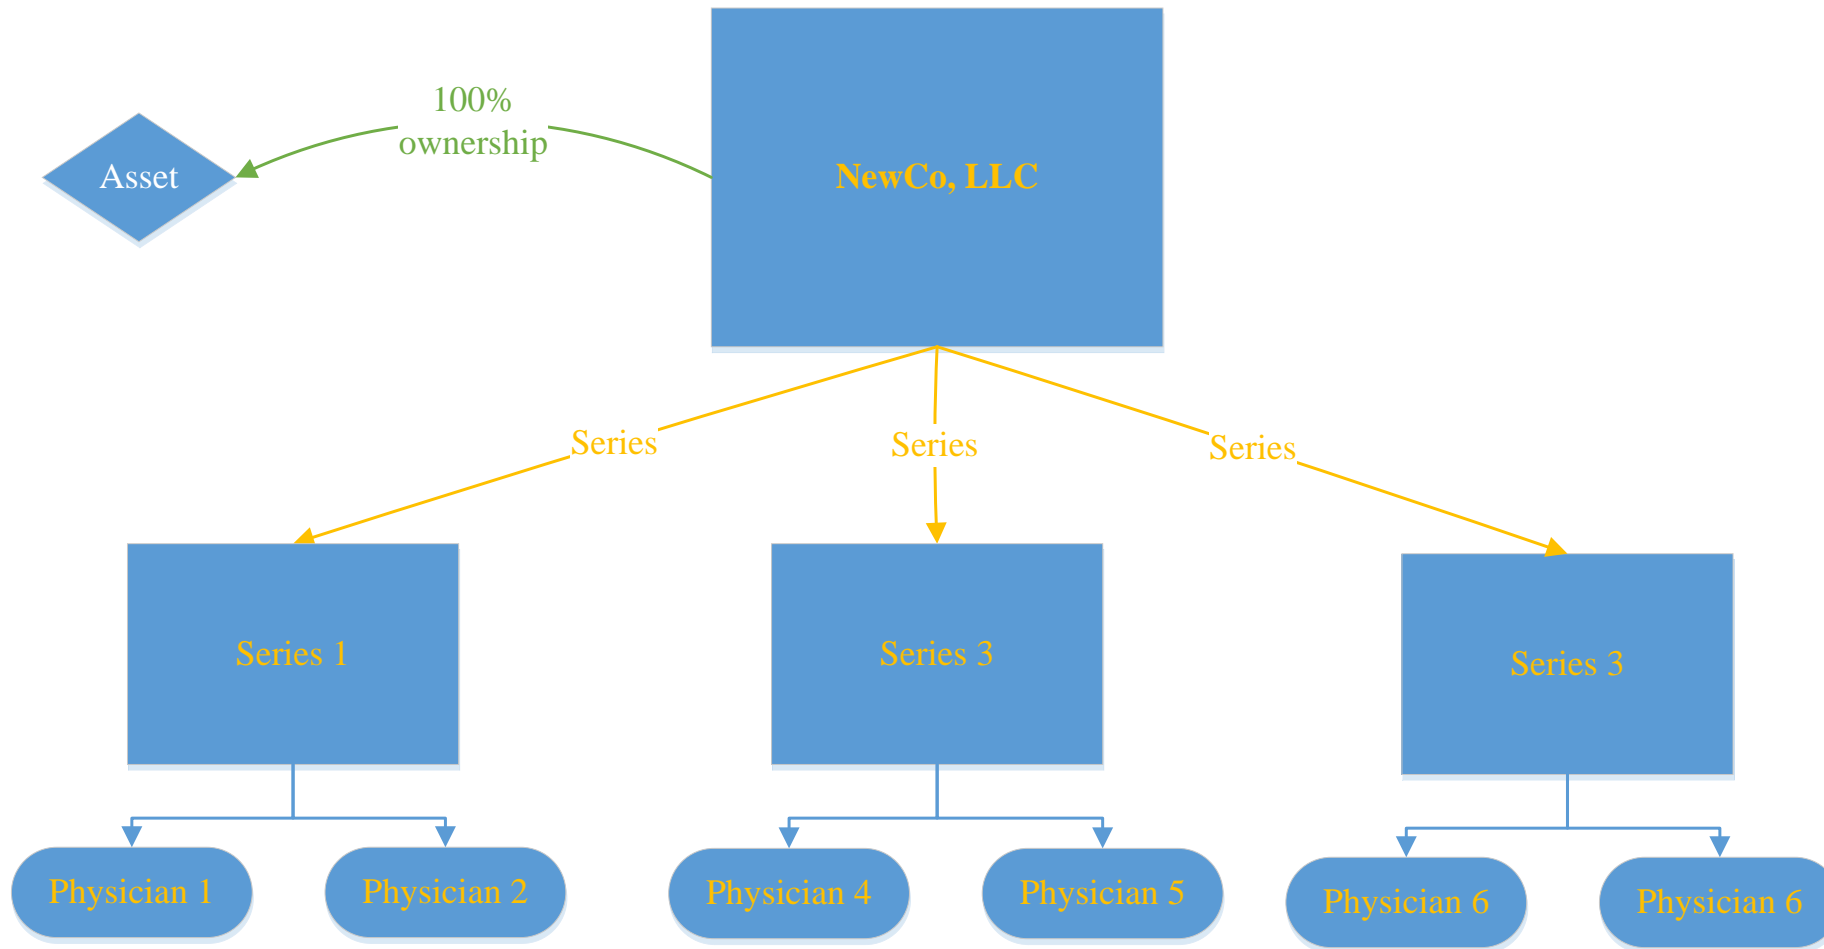 100%
ownership
Asset
NewCo, LLC
Series
Series
Series
Series 1
Series 3
Series 3
Physician 1
Physician 2
Physician 4
Physician 5
Physician 6
Physician 6